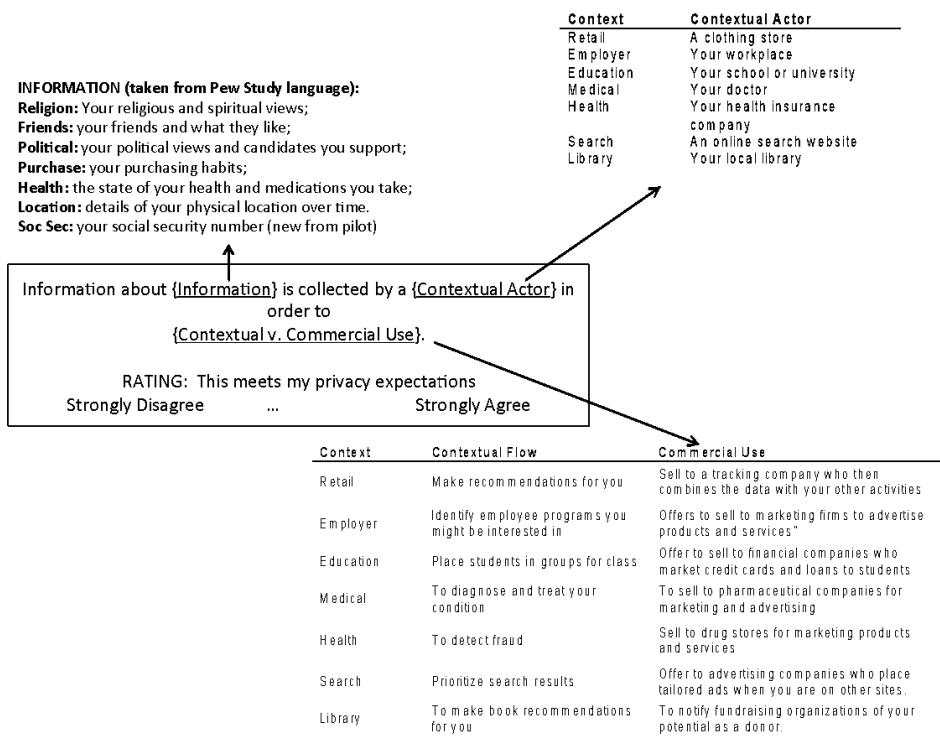 Context Contextual Actor
Retail A clothing store
Employer Your workplace
Education Your school or university
Medical Your doctor
Health Your health insurance
company
Search An online search website
Library Your local library
INFORMATION (taken from Pew Study language):
Religion: Your religious and spiritual views;
Friends: your friends and what they like;
Political: your political views and candidates you support;
Purchase: your purchasing habits;
Health: the state of your health and medications you take;
Location: details of your physical location over time.
Soc Sec: your social security number (new from pilot)
Information about {Information} is collected by a {Contextual Actor} in
order to
{Contextual v. Commercial Use}.
RATING: This meets my privacy expectations
Strongly Disagree ... Strongly Agree
Context Contextual Flow Commercial Use
Retail Make recommendations for you Sell to a tracking company who then
combines the data with your other activities
Employer Identify employee programs you might be interested in Offers to sell to marketing firms to advertise
products and services"
Education Place students in groups for class Offer to sell to financial companies who
market credit cards and loans to students
Medical To diagnose and treat your condition To sell to pharmaceutical companies for
marketing and advertising
Health To detect fraud Sell to drug stores for marketing products
and services
Search Prioritize search results Offer to advertising companies who place
tailored ads when you are on other sites.
Library To make book recommendations for you To notify fundraising organizations of your
potential as a donor.